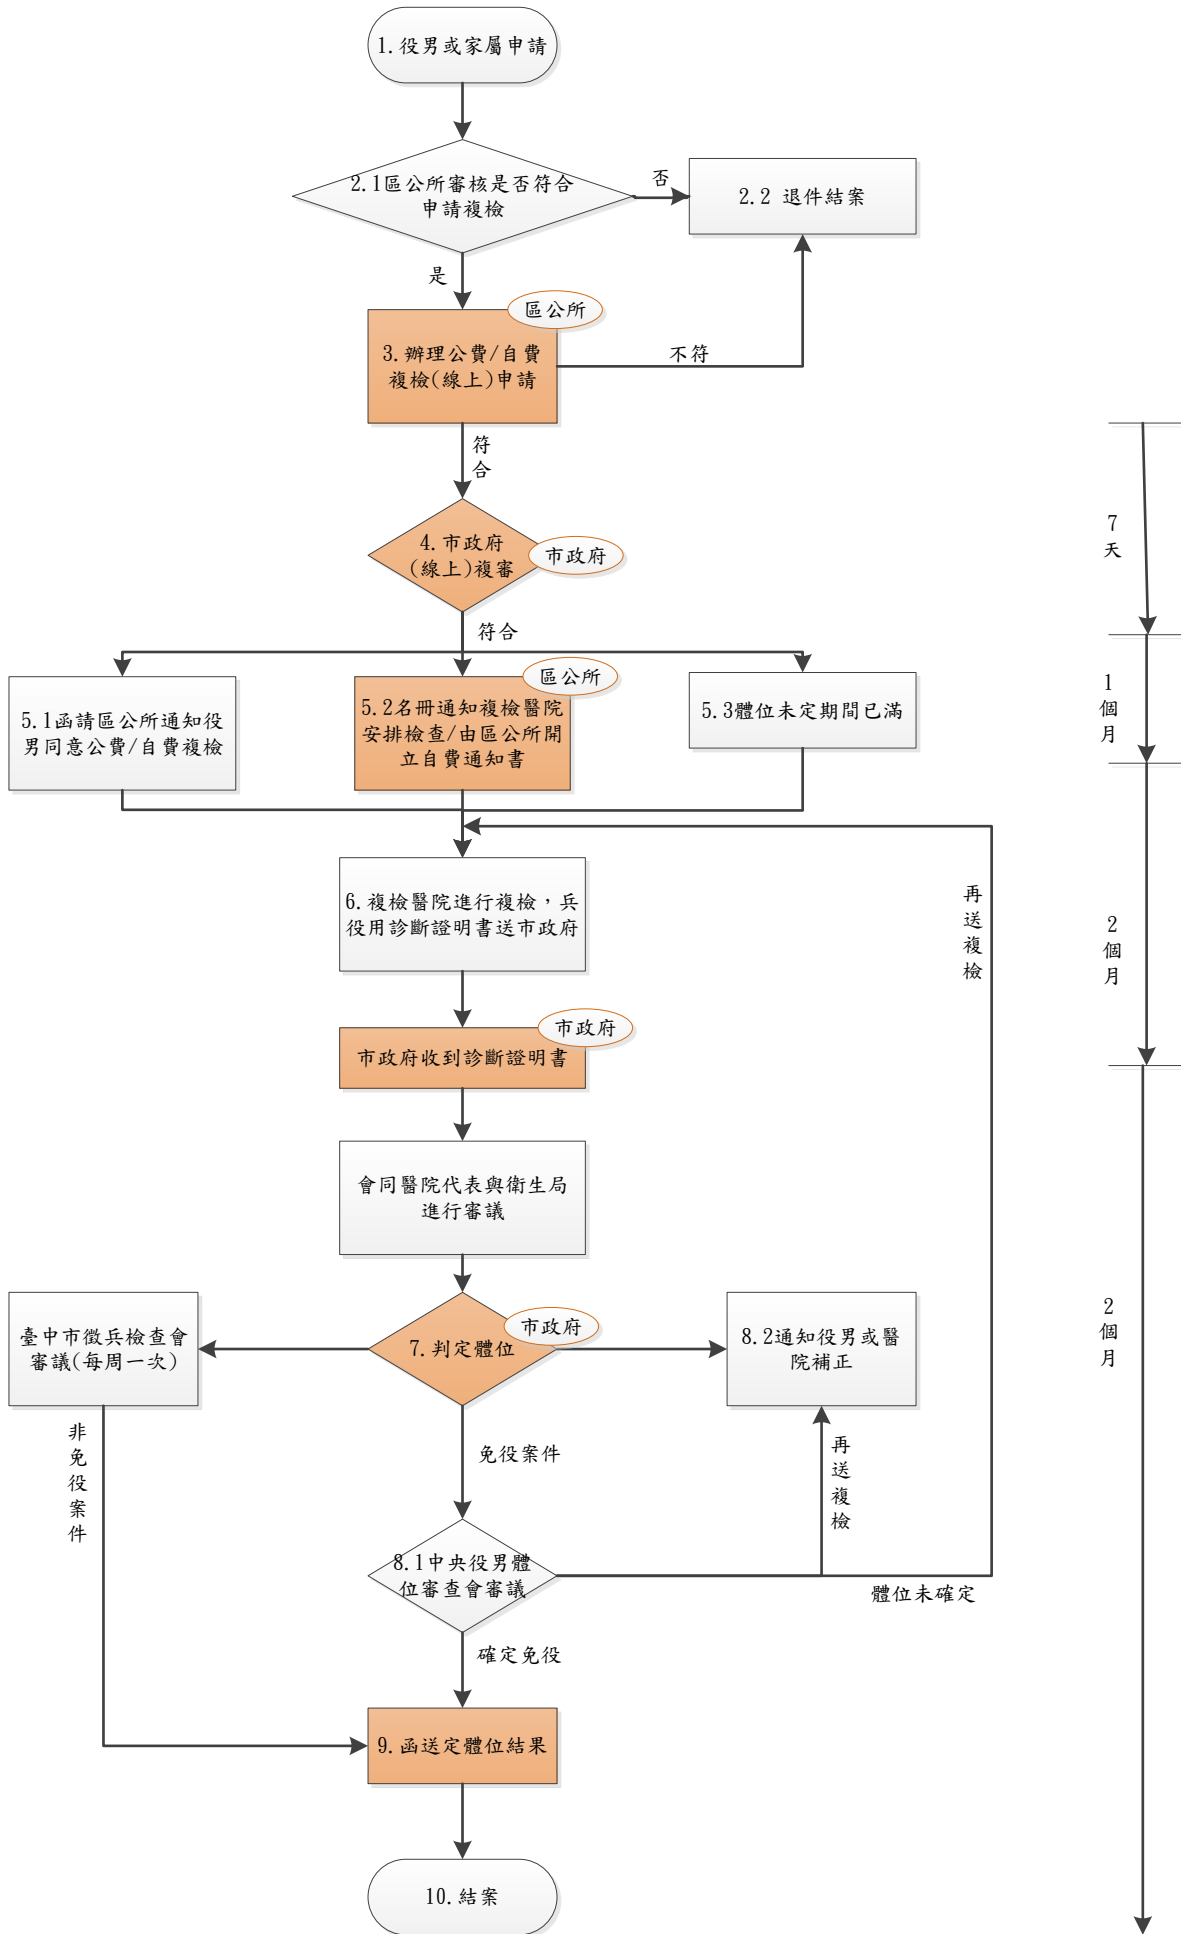 1.役男或家屬申請
2.1區公所審核是否符合
申請複檢
否
2.2 退件結案
是
區公所
3.辦理公費/自費
複檢(線上)申請
不符
符
合
4.市政府
(線上)複審
市政府
7
天
符合
5.1函請區公所通知役
男同意公費/自費複檢
區公所
5.2名冊通知複檢醫院
安排檢查/由區公所開
立自費通知書
5.3體位未定期間已滿
1
個
月
6.複檢醫院進行複檢，兵
役用診斷證明書送市政府
再
送
複
檢
2
個
月
市政府
市政府收到診斷證明書
會同醫院代表與衛生局
進行審議
臺中市徵兵檢查會
審議(每周一次)
市政府
7.判定體位
8.2通知役男或醫
院補正
2
個
月
非
免
役
案
件
免役案件
再
送
複
檢
8.1中央役男體
位審查會審議
體位未確定
確定免役
9.函送定體位結果
10.結案